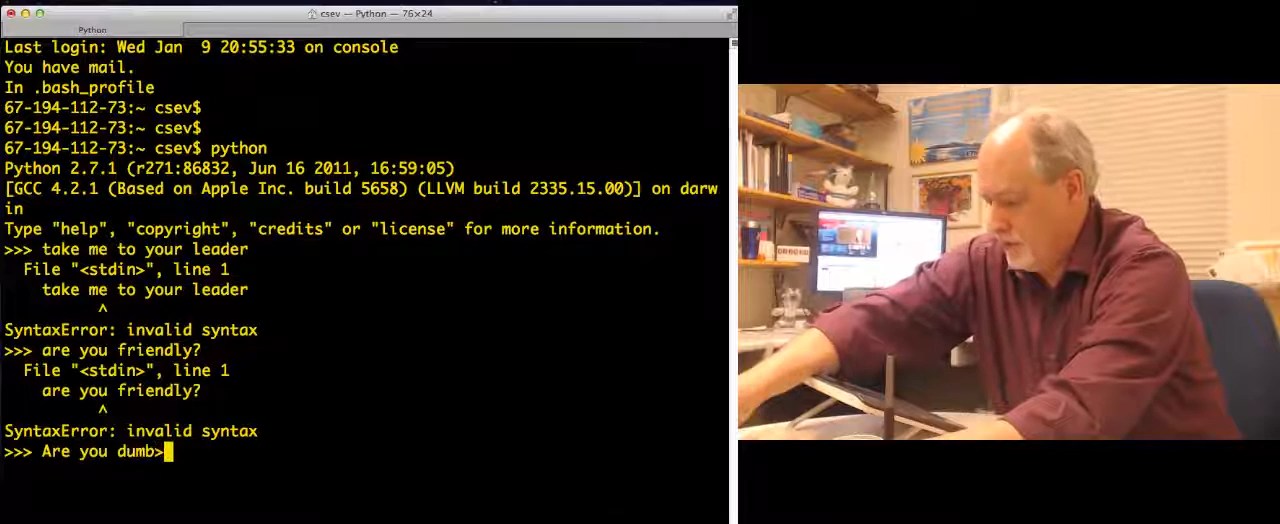 csev — Python — 76×24
Python
Last login: Wed Jan  9 20:55:33 on console
You have mail.
In .bash_profile
67-194-112-73:~ csev$
67-194-112-73:~ csev$
67-194-112-73:~ csev$ python
Python 2.7.1 (r271:86832, Jun 16 2011, 16:59:05)
[GCC 4.2.1 (Based on Apple Inc. build 5658) (LLVM build 2335.15.00)] on darw
in
Type "help", "copyright", "credits" or "license" for more information.
>>> take me to your leader
  File "<stdin>", line 1
    take me to your leader
          ^
SyntaxError: invalid syntax
>>> are you friendly?
  File "<stdin>", line 1
    are you friendly?
          ^
SyntaxError: invalid syntax
>>> Are you dumb>